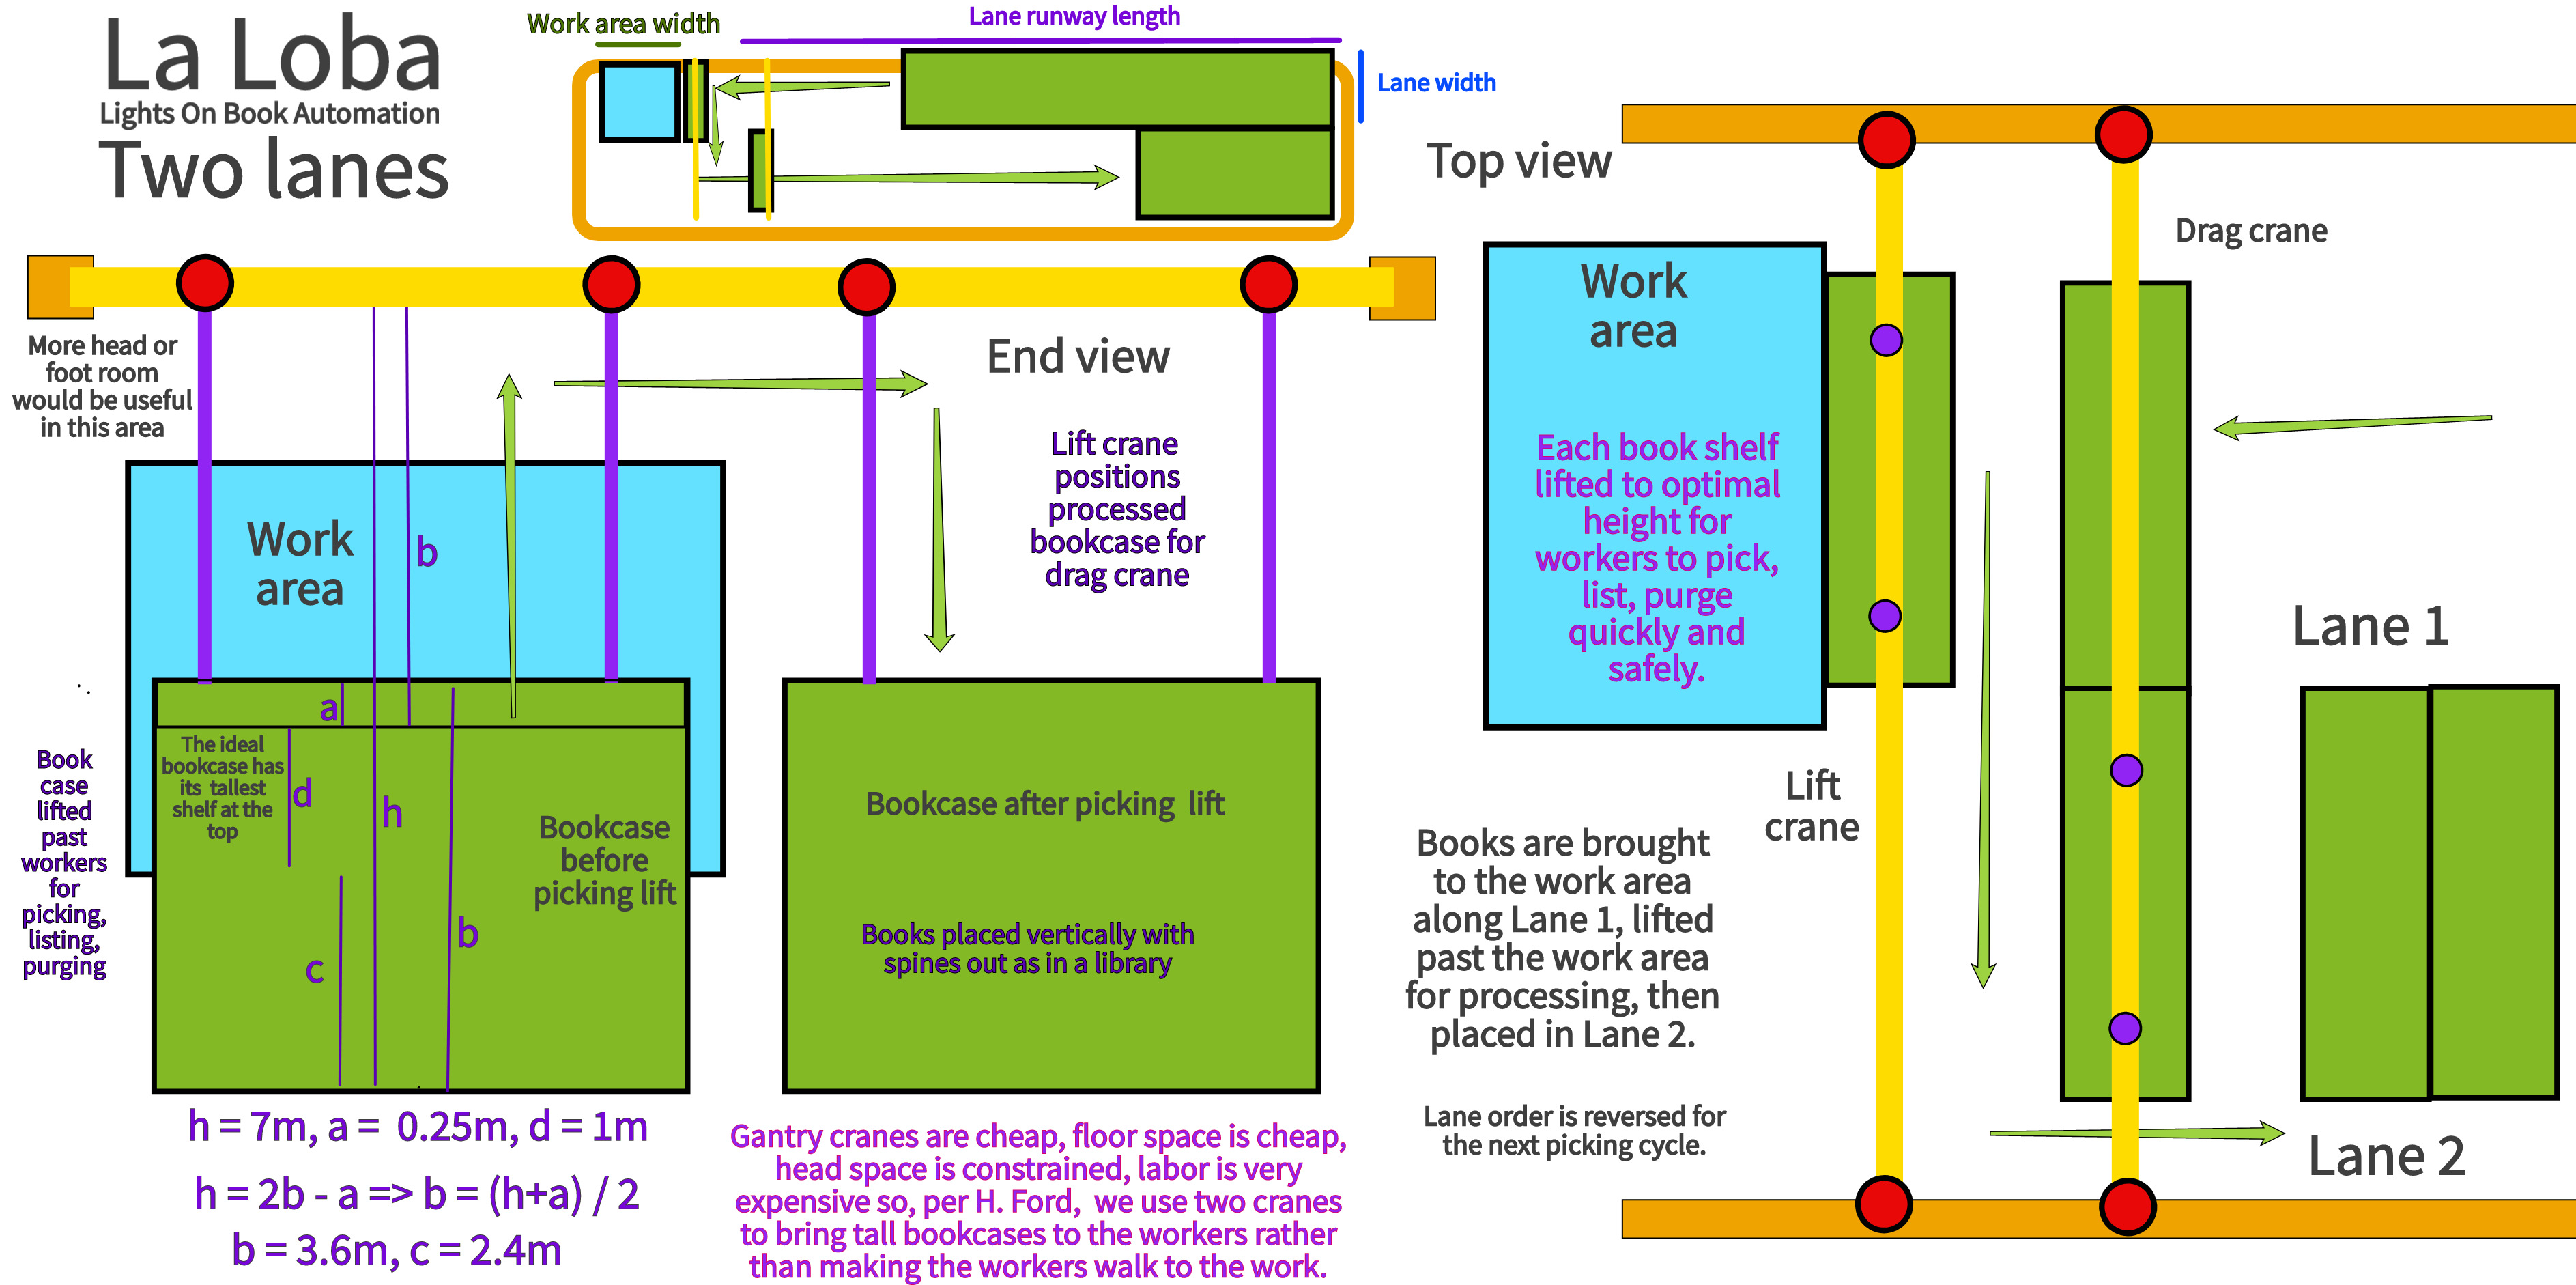 La Loba
Lights On Book Automation
Two lanes
Work area width
Lane runway length
Lane width
Top view
Drag crane
More head or
foot room
would be useful
in this area
End view
Lift crane
positions
processed
bookcase for
drag crane
Work
area
b
a
The ideal
bookcase has
its tallest
shelf at the
top
d
h
Bookcase
before
picking lift
b
c
Book
case
lifted
past
workers
for
picking,
listing,
purging
Bookcase after picking lift
Books placed vertically with
spines out as in a library
h = 7m, a = 0.25m, d = 1m
h = 2b - a => b = (h+a) / 2
b = 3.6m, c = 2.4m
Gantry cranes are cheap, floor space is cheap,
head space is constrained, labor is very
expensive so, per H. Ford, we use two cranes
to bring tall bookcases to the workers rather
than making the workers walk to the work.
Work
area
Each book shelf
lifted to optimal
height for
workers to pick,
list, purge
quickly and
safely.
Lift
crane
Lane 1
Books are brought
to the work area
along Lane 1, lifted
past the work area
for processing, then
placed in Lane 2.
Lane order is reversed for
the next picking cycle.
Lane 2